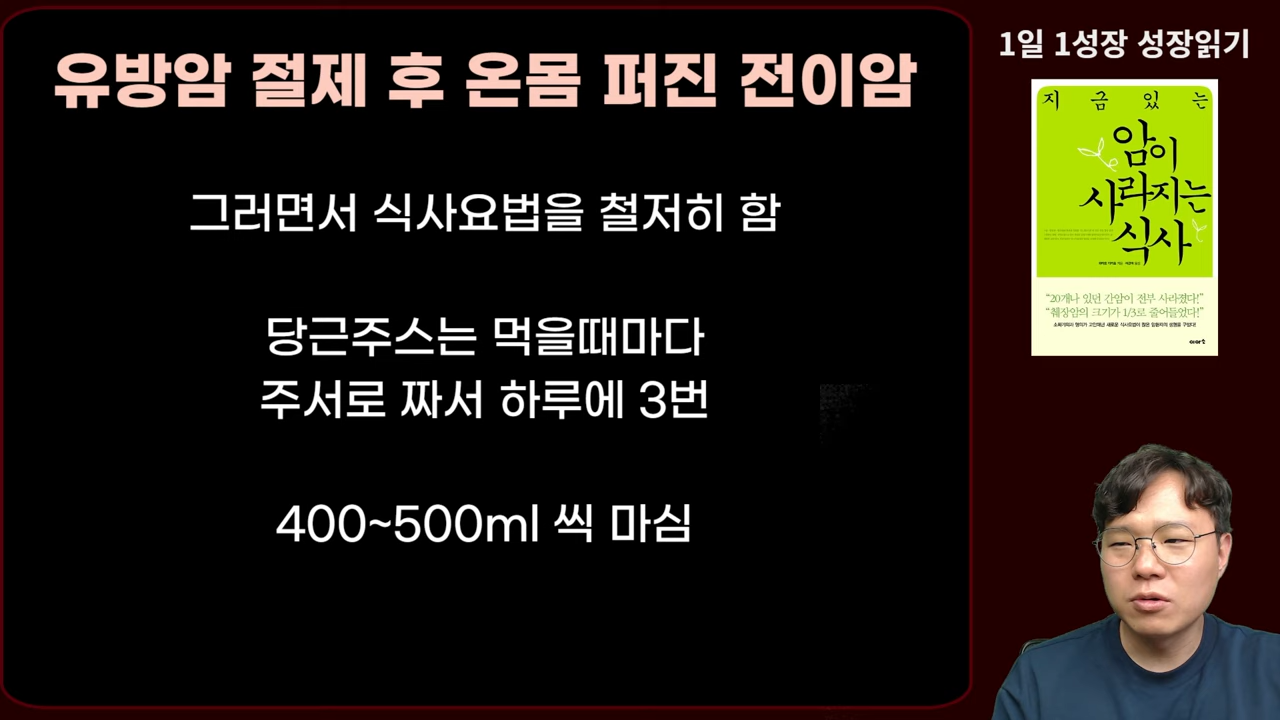 유방암 절제 후 온몸 퍼진 전이암
그러면서 식사요법을 철저히 함
당근주스는 먹을때마다
주서로 짜서 하루에 3번
400~500ml 씩 마심
1일 1성장 성장읽기
지금있는
암이
사라지는
식사
“20개나 있던 간암이 전부 사라졌다!”
“췌장암의 크기가 1/3로 줄어들었다!”